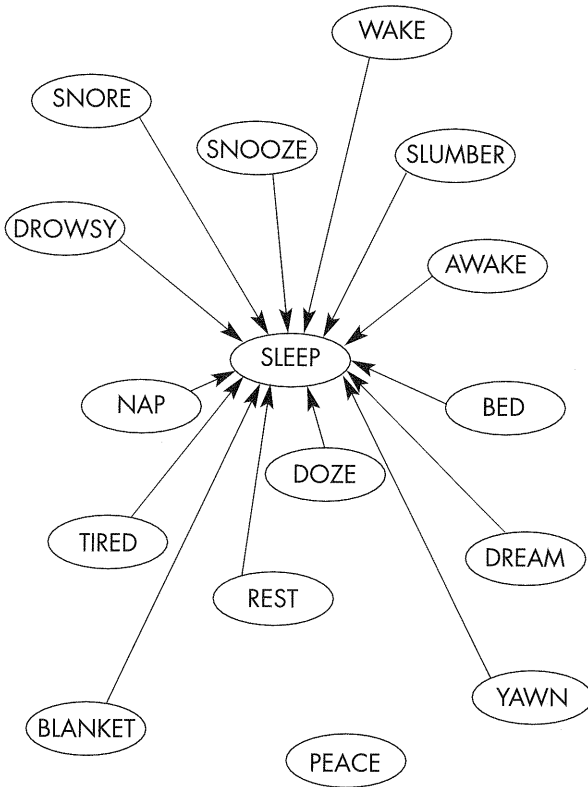 WAKE
SNORE
SNOOZE
SLUMBER
DROWSY
AWAKE
SLEEP
NAP
BED
DOZE
TIRED
DREAM
REST
YAWN
BLANKET
PEACE